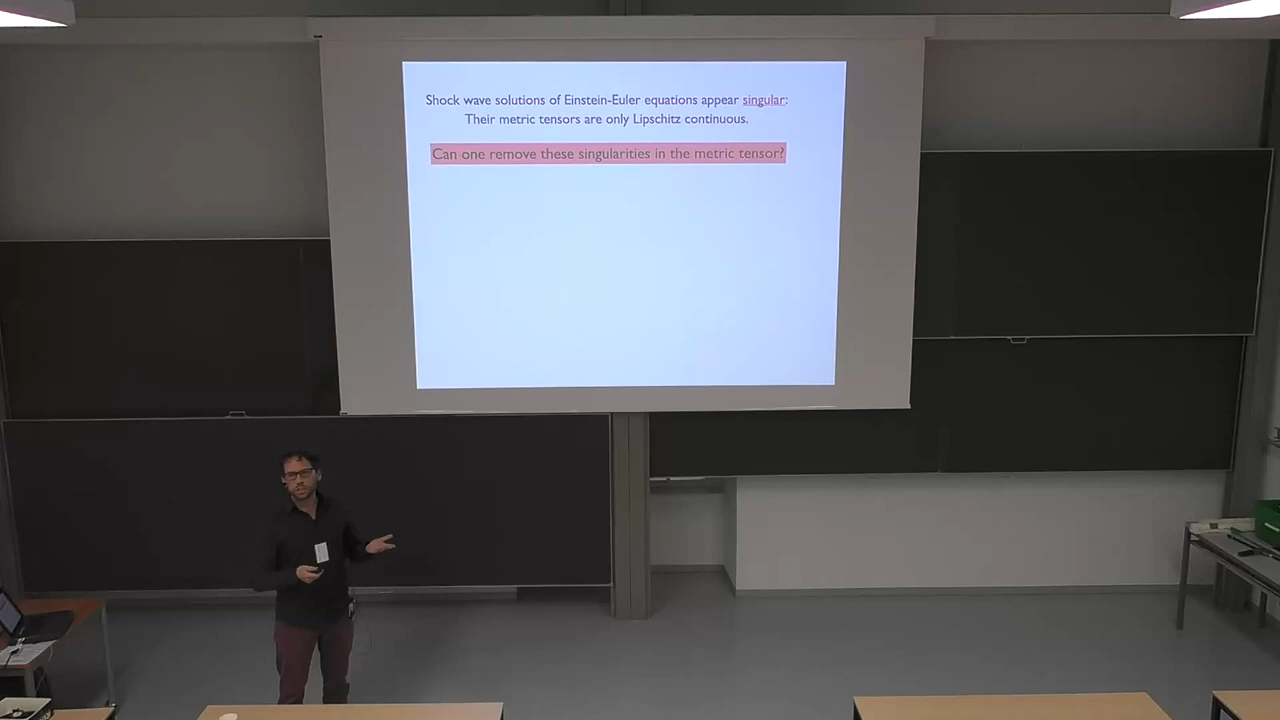 Shock wave solutions of Einstein-Euler equations appear singular:
Their metric tensors are only Lipschitz continuous.
Can one remove these singularities in the metric tensor?